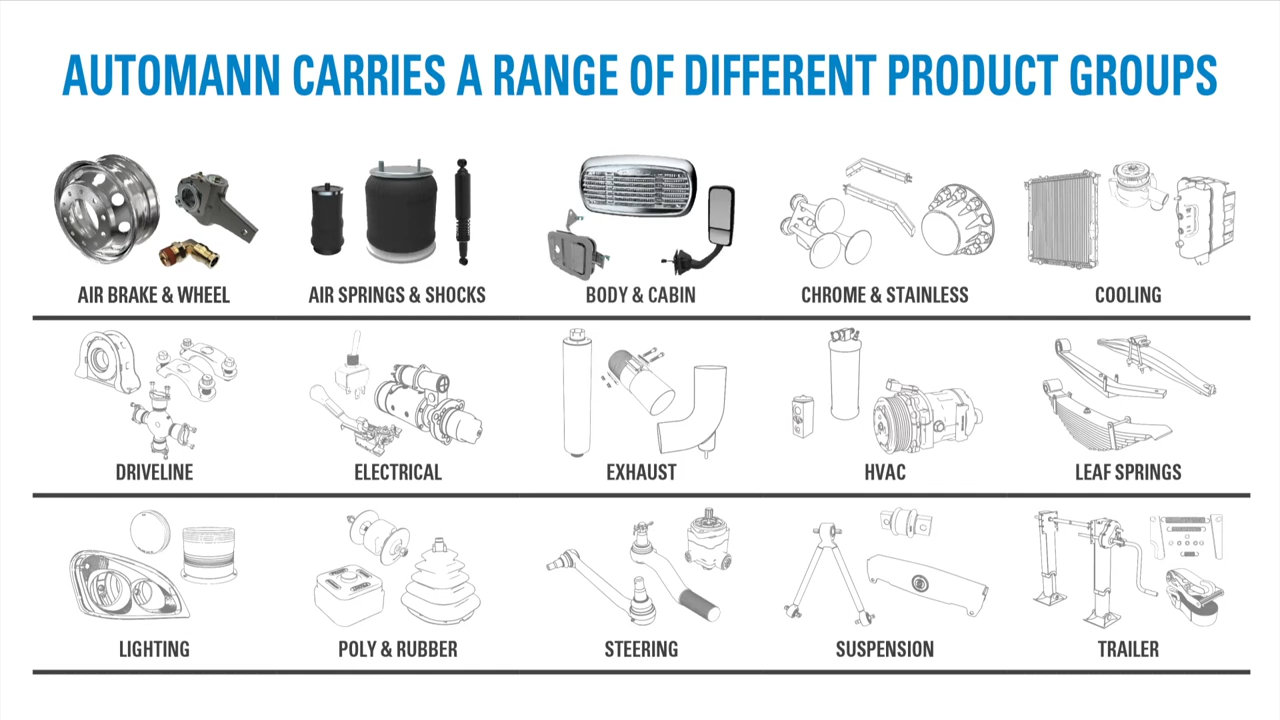 AUTOMANN CARRIES A RANGE OF DIFFERENT PRODUCT GROUPS
AIR BRAKE & WHEEL
AIR SPRINGS & SHOCKS
BODY & CABIN
CHROME & STAINLESS
COOLING
DRIVELINE
ELECTRICAL
EXHAUST
HVAC
LEAF SPRINGS
LIGHTING
POLY & RUBBER
STEERING
SUSPENSION
TRAILER